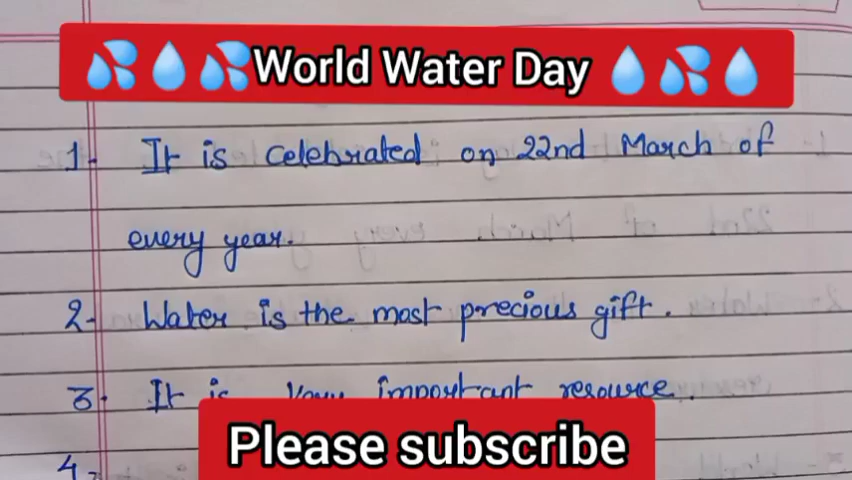 💦💧💦World Water Day 💧💦💧
1- It is celebrated on 22nd March of
every year.
2- Water is the most precious gift.
3. It is very important resource.
4-
Please subscribe